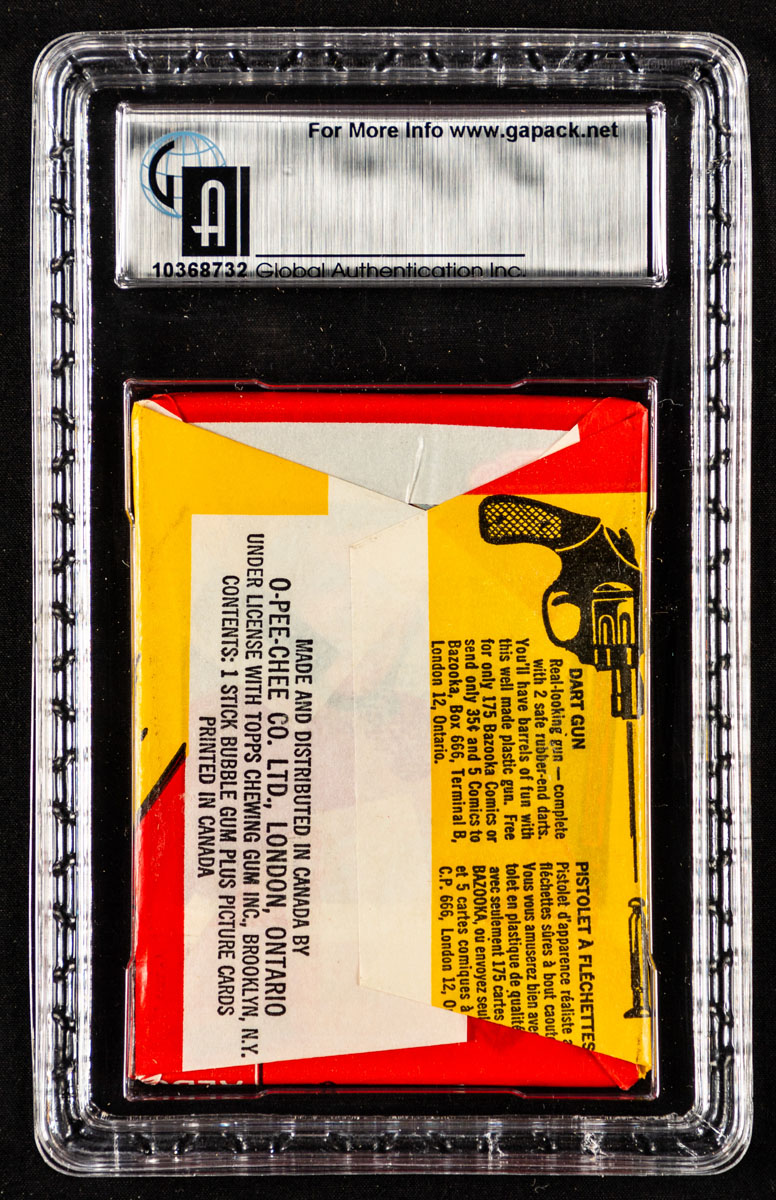 For More Info www.gapack.net
GA
10368732 Global Authentication Inc.
DART GUN
Real-looking gun — complete
with 2 safe rubber-end darts.
You'll have barrels of fun with
this well made plastic gun. Free
for only 175 Bazooka Comics or
send only 35¢ and 5 Comics to
Bazooka, Box 666, Terminal B,
London 12, Ontario.
PISTOLET À FLÉCHETTES
Pistolet d'apparence réaliste
fléchettes sûres à bout caout
Vous vous amuserez bien ave
tolet en plastique de qualité
avec seulement 175 cartes
BAZOOKA, ou envoyez seul
et 5 cartes comiques à
C.P. 666, London 12, O
MADE AND DISTRIBUTED IN CANADA BY
O-PEE-CHEE CO. LTD., LONDON, ONTARIO
UNDER LICENSE WITH TOPPS CHEWING GUM INC., BROOKLYN, N.Y.
CONTENTS: 1 STICK BUBBLE GUM PLUS PICTURE CARDS
PRINTED IN CANADA